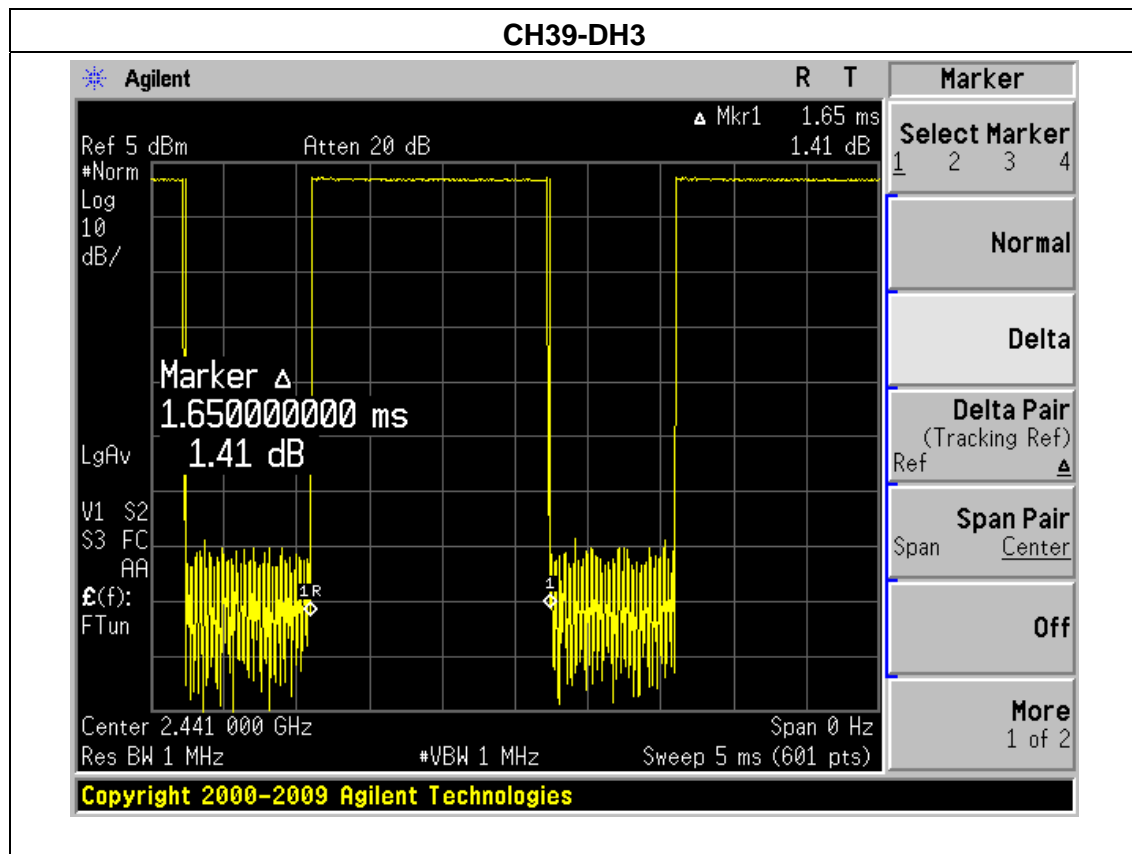 CH39-DH3
Agilent R T Marker
Δ Mkr1 1.65 ms
Ref 5 dBm Atten 20 dB 1.41 dB
#Norm
Log
10
dB/
Marker Δ
1.650000000 ms
1.41 dB
LgAv
V1 S2
S3 FC
AA
£(f):
FTun
1R
1
Center 2.441 000 GHz Span 0 Hz
Res BW 1 MHz #VBW 1 MHz Sweep 5 ms (601 pts)
Copyright 2000-2009 Agilent Technologies
Select Marker
1 2 3 4
Normal
Delta
Delta Pair
(Tracking Ref)
Ref Δ
Span Pair
Span Center
Off
More
1 of 2